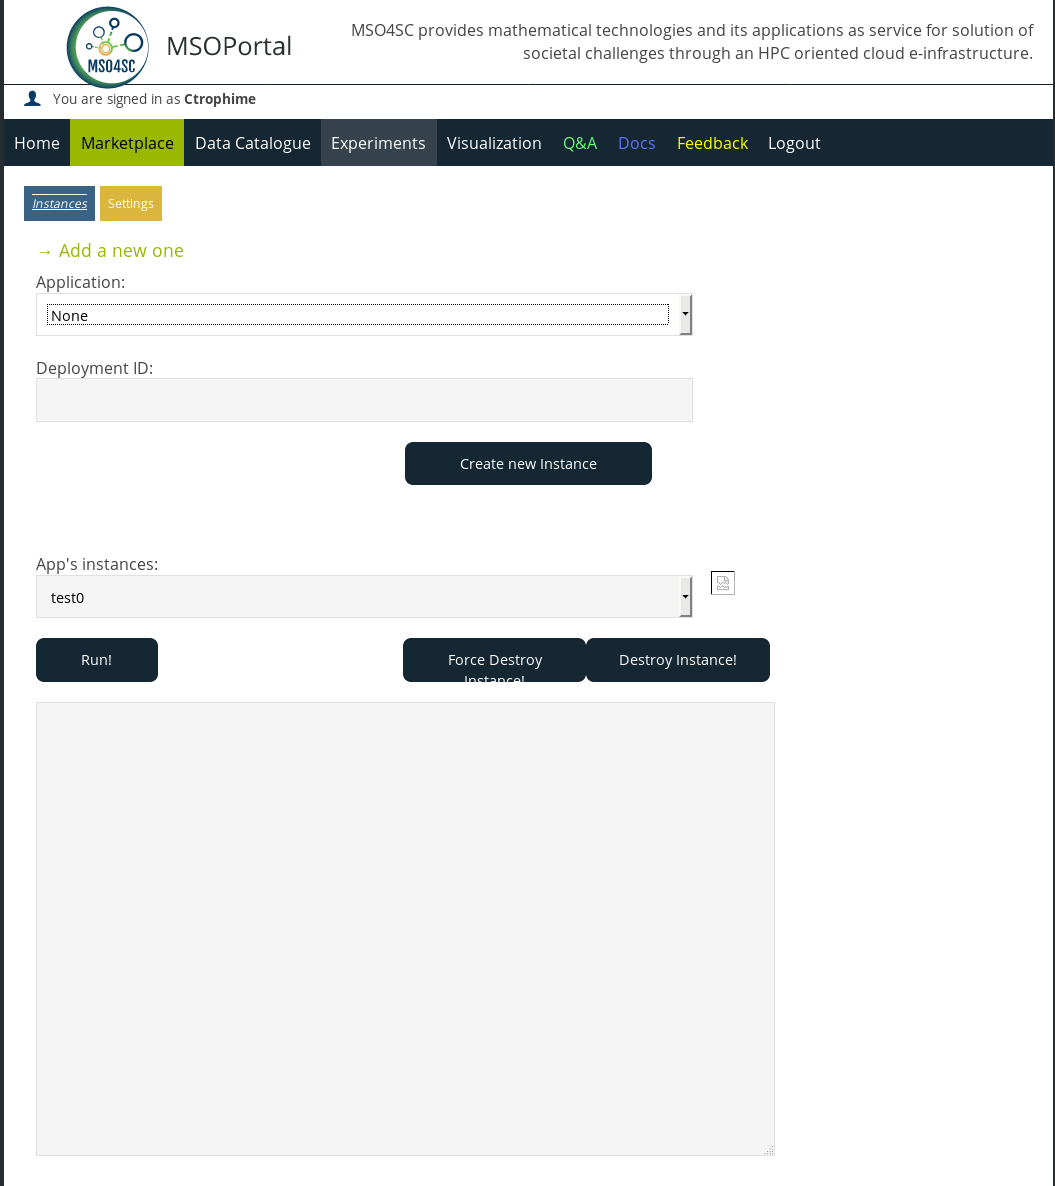 MSO4SC
MSOPortal
MSO4SC provides mathematical technologies and its applications as service for solution of
societal challenges through an HPC oriented cloud e-infrastructure.
You are signed in as Ctrophime
Home Marketplace Data Catalogue Experiments Visualization Q&A Docs Feedback Logout
Instances Settings
→ Add a new one
Application:
None
Deployment ID:
Create new Instance
App's instances:
test0
Run! Force Destroy Instance! Destroy Instance!